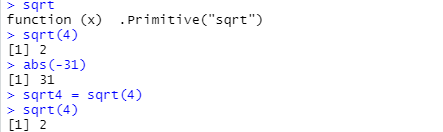 > sqrt
function (x)  .Primitive("sqrt")
> sqrt(4)
[1] 2
> abs(-31)
[1] 31
> sqrt4 = sqrt(4)
> sqrt(4)
[1] 2